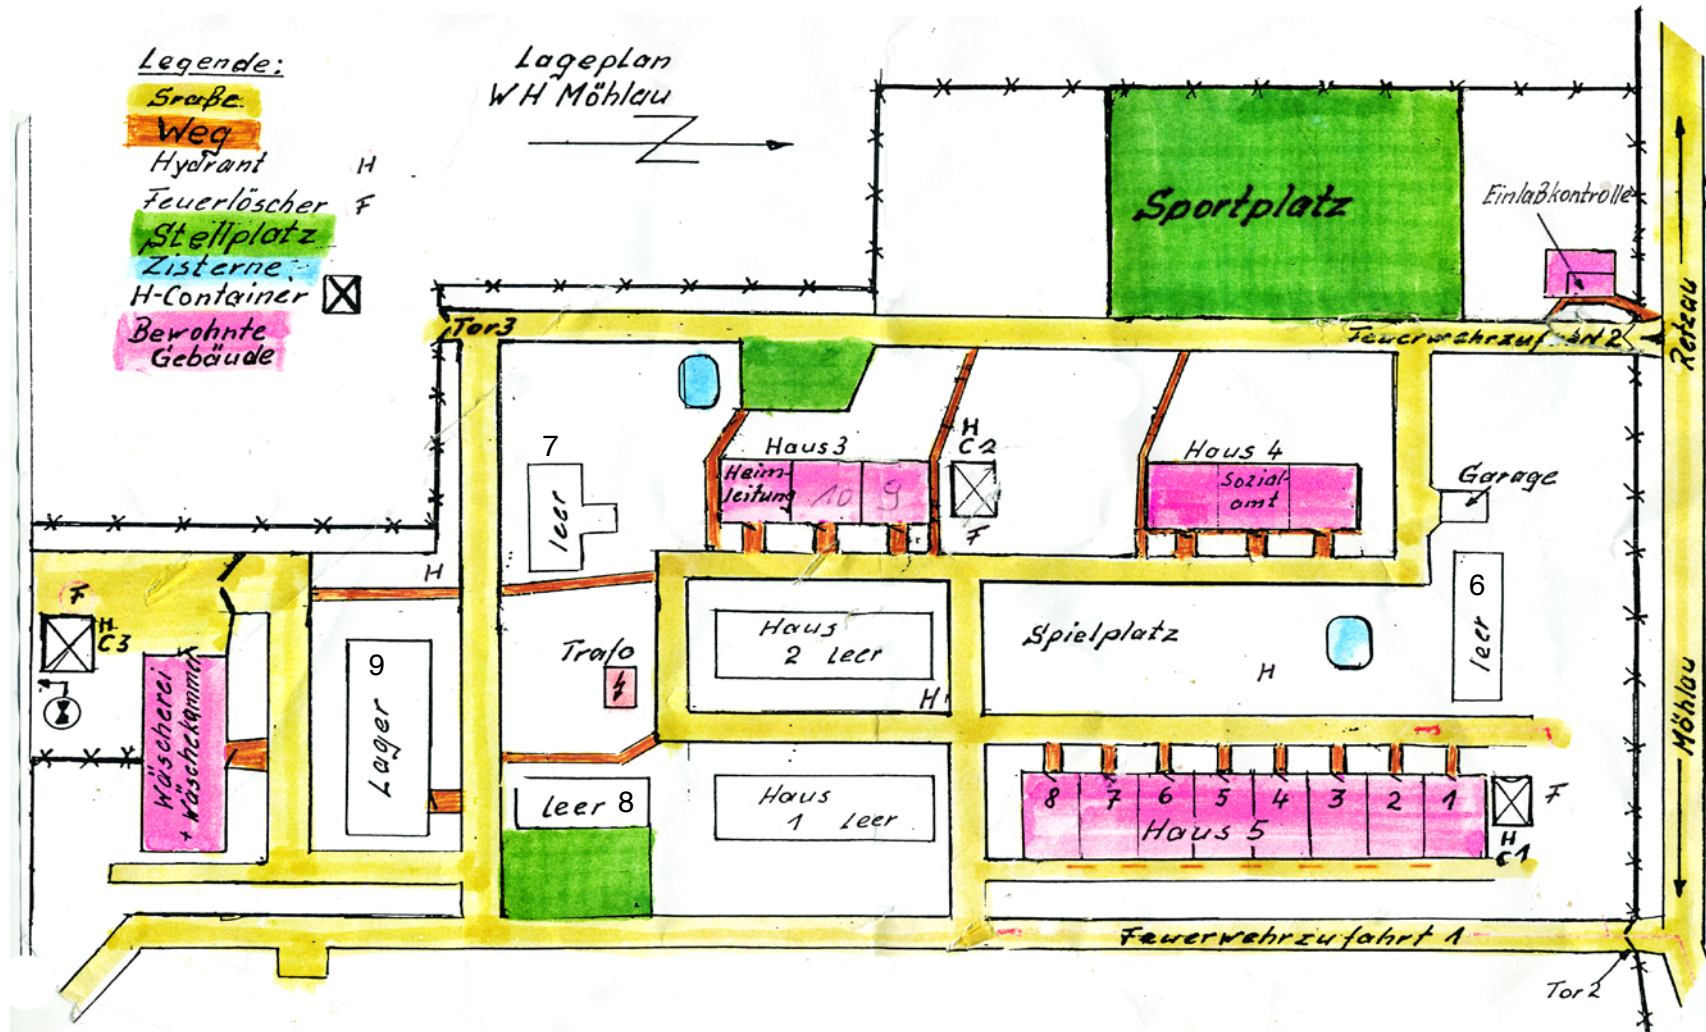 Legende:
Sraße
Weg
Hydrant H
Feuerlöscher F
Stellplatz
Zisterne
H-Container
Bewohnte
Gebäude
Lageplan
WH Möhlau
N
Sportplatz
Einlaßkontrolle
Retzau
Möhlau
Tor3
Feuerwehrzufahrt 2
7
leer
Haus 3
Heim-
leitung
10
9
H
C2
F
Haus 4
Sozial-
amt
Garage
6
leer
H
F
H
C3
Wäscherei
+ Wäschekammer
9
Lager
Trafo
Haus
2 leer
H
Spielplatz
H
leer 8
Haus
1 leer
8 7 6 5 4 3 2 1
Haus 5
F
H
C1
Feuerwehrzufahrt 1
Tor 2